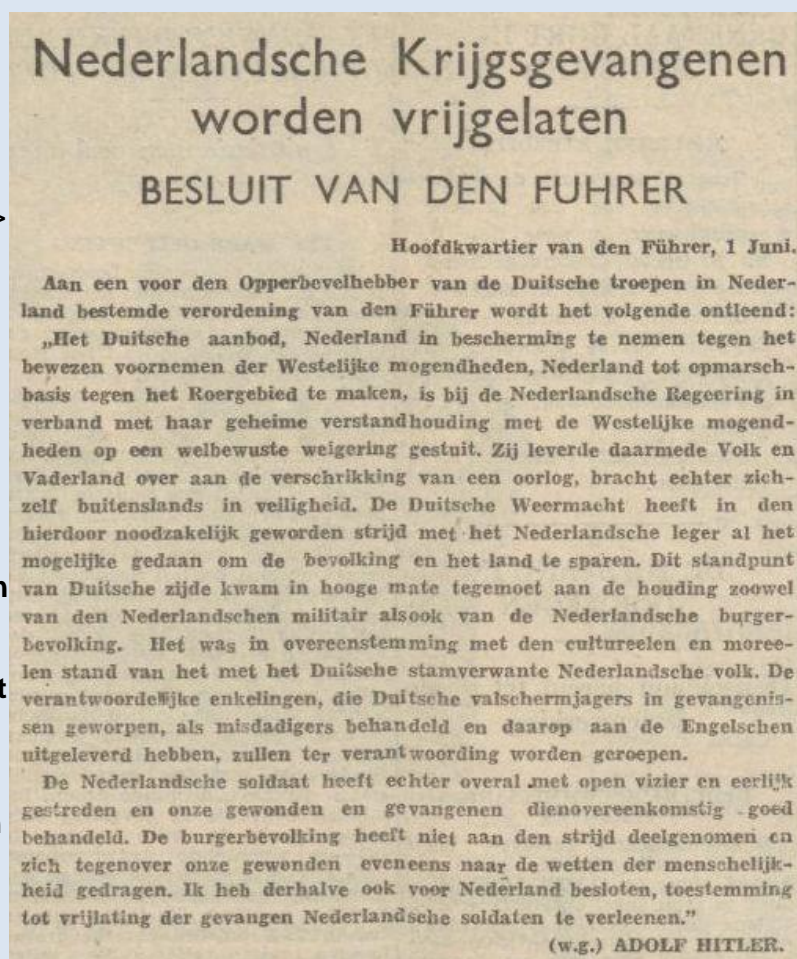 Nederlandsche Krijgsgevangenen
worden vrijgelaten
BESLUIT VAN DEN FUHRER
Hoofdkwartier van den Führer, 1 Juni.
Aan een voor den Opperbevelhebber van de Duitsche troepen in Neder-
land bestemde verordening van den Führer wordt het volgende ontleend:
„Het Duitsche aanbod, Nederland in bescherming te nemen tegen het
bewezen voornemen der Westelijke mogendheden, Nederland tot opmarsch-
basis tegen het Roergebied te maken, is bij de Nederlandsche Regeering in
verband met haar geheime verstandhouding met de Westelijke mogend-
heden op een welbewuste weigering gestuit. Zij leverde daarmede Volk en
Vaderland over aan de verschrikking van een oorlog, bracht echter zich-
zelf buitenslands in veiligheid. De Duitsche Weermacht heeft in den
hierdoor noodzakelijk geworden strijd met het Nederlandsche leger al het
mogelijke gedaan om de bevolking en het land te sparen. Dit standpunt
van Duitsche zijde kwam in hooge mate tegemoet aan de houding zoowel
van den Nederlandschen militair alsook van de Nederlandsche burger-
bevolking. Het was in overeenstemming met den cultureelen en moree-
len stand van het met het Duitsche stamverwante Nederlandsche volk. De
verantwoordelijke enkelingen, die Duitsche valschermjagers in gevangenis-
sen geworpen, als misdadigers behandeld en daarop aan de Engelschen
uitgeleverd hebben, zullen ter verantwoording worden geroepen.
De Nederlandsche soldaat heeft echter overal met open vizier en eerlijk
gestreden en onze gewonden en gevangenen dienovereenkomstig goed
behandeld. De burgerbevolking heeft niet aan den strijd deelgenomen en
zich tegenover onze gewonden eveneens naar de wetten der menschelijk-
heid gedragen. Ik heb derhalve ook voor Nederland besloten, toestemming
tot vrijlating der gevangen Nederlandsche soldaten te verleenen."
(w.g.) ADOLF HITLER.